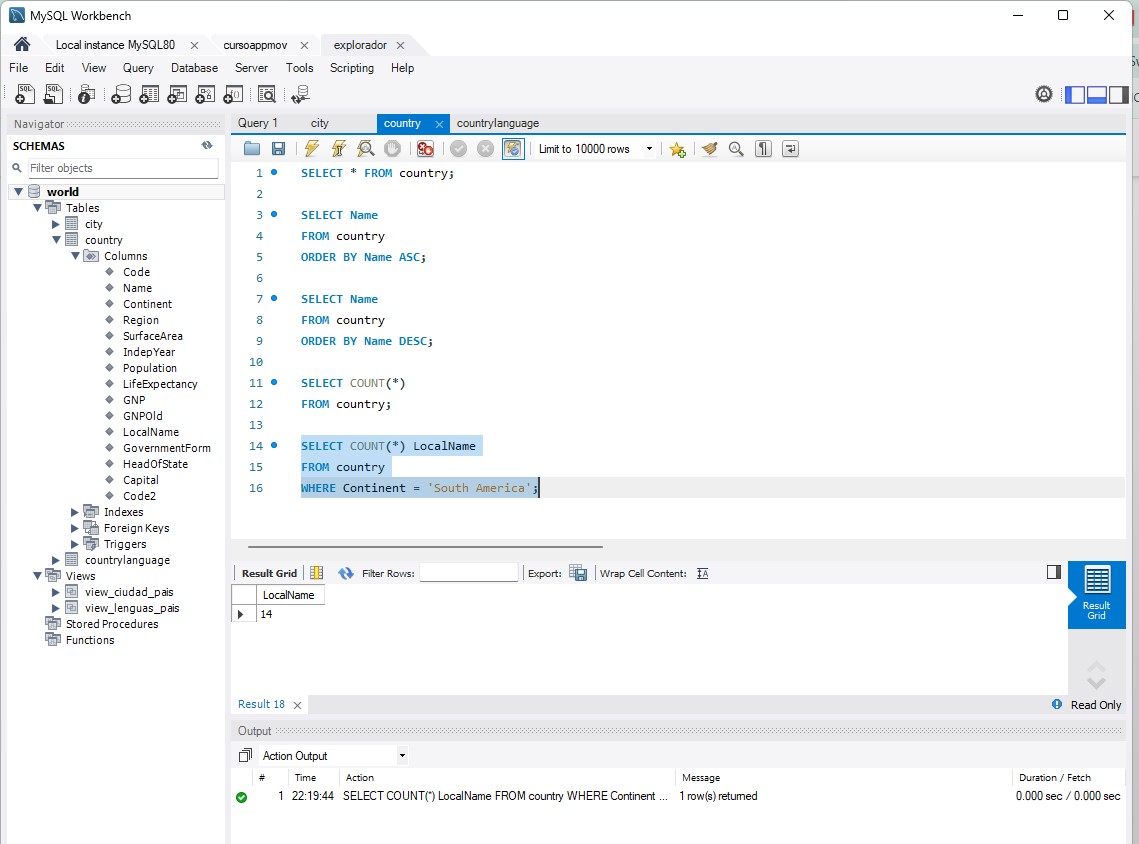 MySQL Workbench
Local instance MySQL80
cursoappmov
explorador
File Edit View Query Database Server Tools Scripting Help
Navigator
SCHEMAS
Filter objects
world
Tables
city
country
Columns
Code
Name
Continent
Region
SurfaceArea
IndepYear
Population
LifeExpectancy
GNP
GNPOld
LocalName
GovernmentForm
HeadOfState
Capital
Code2
Indexes
Foreign Keys
Triggers
countrylanguage
Views
view_ciudad_pais
view_lenguas_pais
Stored Procedures
Functions
Query 1 city country countrylanguage
Limit to 10000 rows
1 SELECT * FROM country;
2
3 SELECT Name
4 FROM country
5 ORDER BY Name ASC;
6
7 SELECT Name
8 FROM country
9 ORDER BY Name DESC;
10
11 SELECT COUNT(*)
12 FROM country;
13
14 SELECT COUNT(*) LocalName
15 FROM country
16 WHERE Continent = 'South America';
Result Grid Filter Rows: Export: Wrap Cell Content:
LocalName
14
Result
Grid
Result 18
Read Only
Output
Action Output
# Time Action Message Duration / Fetch
1 22:19:44 SELECT COUNT(*) LocalName FROM country WHERE Continent ... 1 row(s) returned 0.000 sec / 0.000 sec